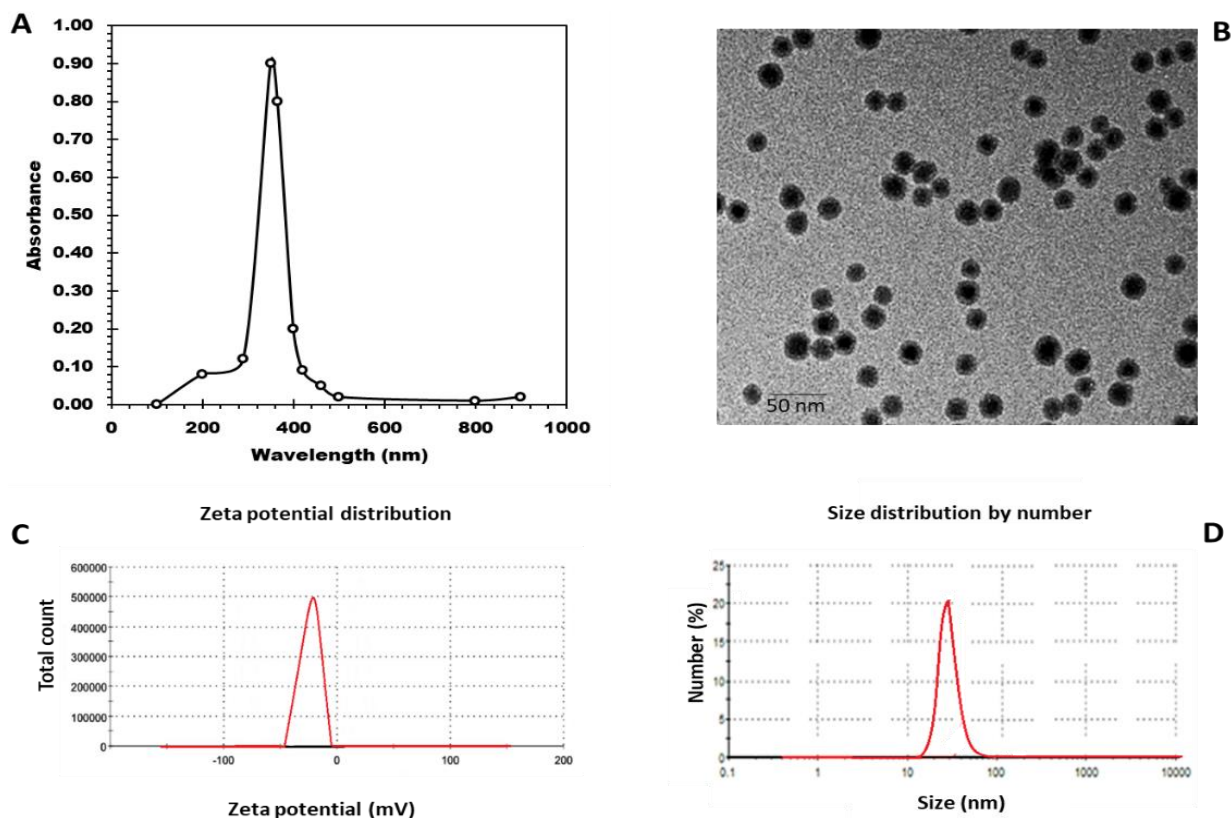 A
1.00
0.90
0.80
0.70
0.60
0.50
0.40
0.30
0.20
0.10
0.00
Absorbance
0 200 400 600 800 1000
Wavelength (nm)
B
50 nm
Zeta potential distribution
C
600000
500000
400000
300000
200000
100000
0
Total count
-100 0 100 200
Zeta potential (mV)
Size distribution by number
D
25
20
15
10
5
0
Number (%)
0.1 1 10 100 1000 10000
Size (nm)